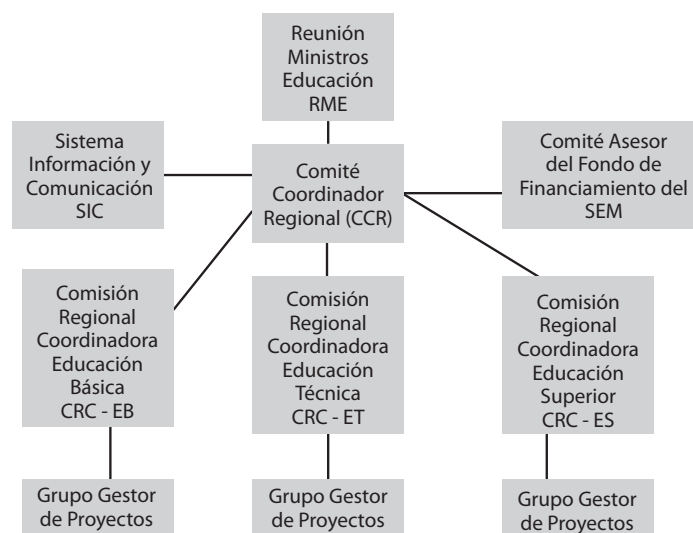 Reunión
Ministros
Educación
RME
Sistema
Información y
Comunicación
SIC
Comité
Coordinador
Regional (CCR)
Comité Asesor
del Fondo de
Financiamiento del
SEM
Comisión
Regional
Coordinadora
Educación
Básica
CRC - EB
Comisión
Regional
Coordinadora
Educación
Técnica
CRC - ET
Comisión
Regional
Coordinadora
Educación
Superior
CRC - ES
Grupo Gestor
de Proyectos
Grupo Gestor
de Proyectos
Grupo Gestor
de Proyectos